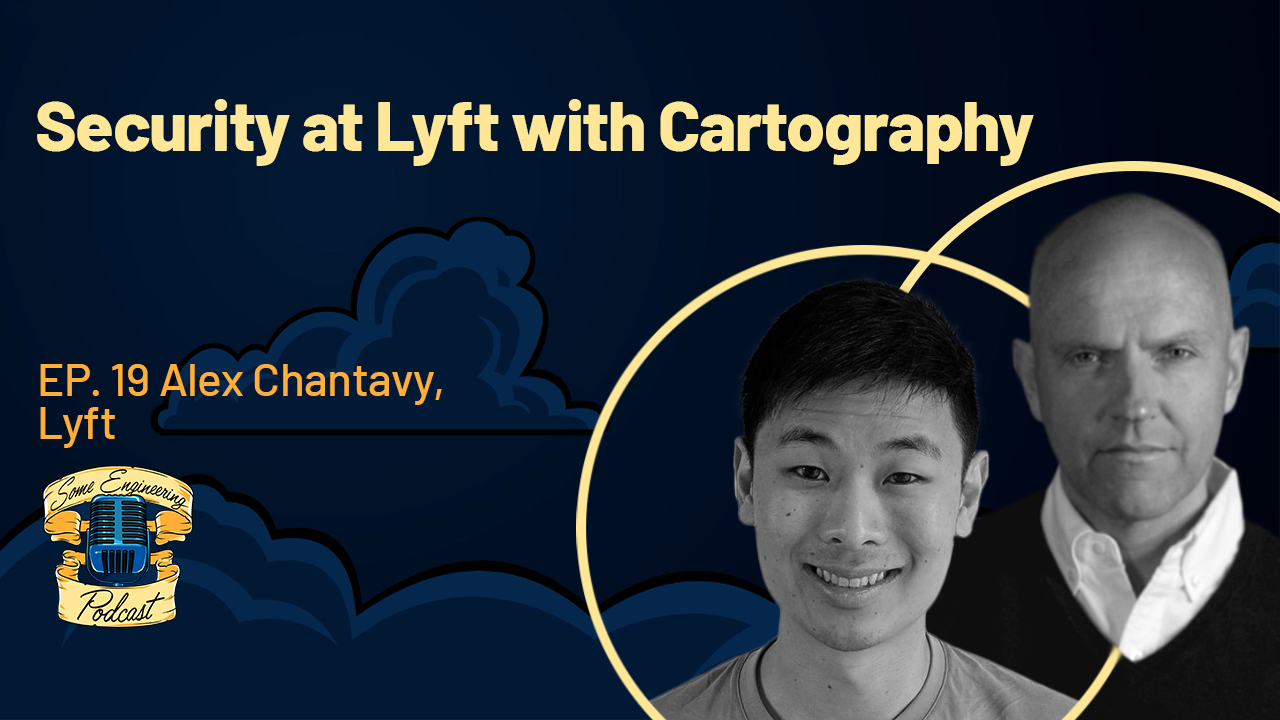 Security at Lyft with Cartography
EP. 19 Alex Chantavy,
Lyft
Some Engineering
Podcast